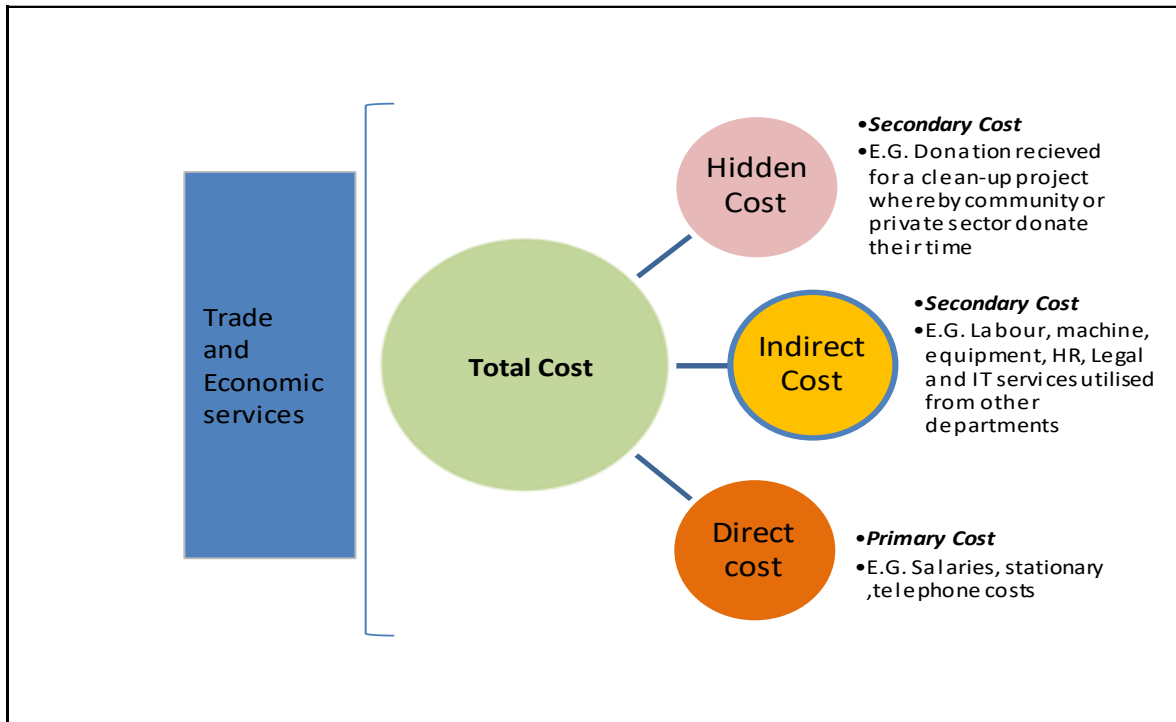 Trade
and
Economic
services
Total Cost
Hidden
Cost
•Secondary Cost
•E.G. Donation recieved
for a clean-up project
whereby community or
private sector donate
their time
Indirect
Cost
•Secondary Cost
•E.G. Labour, machine,
equipment, HR, Legal
and IT services utilised
from other
departments
Direct
cost
•Primary Cost
•E.G. Salaries, stationary
,telephone costs